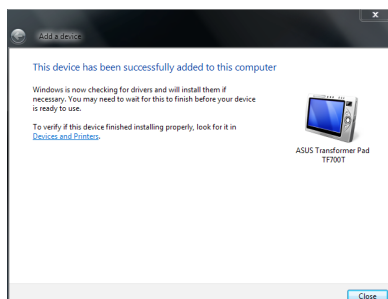 Add a device
This device has been successfully added to this computer
Windows is now checking for drivers and will install them if
necessary. You may need to wait for this to finish before your device
is ready to use.
To verify if this device finished installing properly, look for it in
Devices and Printers.
ASUS Transformer Pad
TF700T
Close